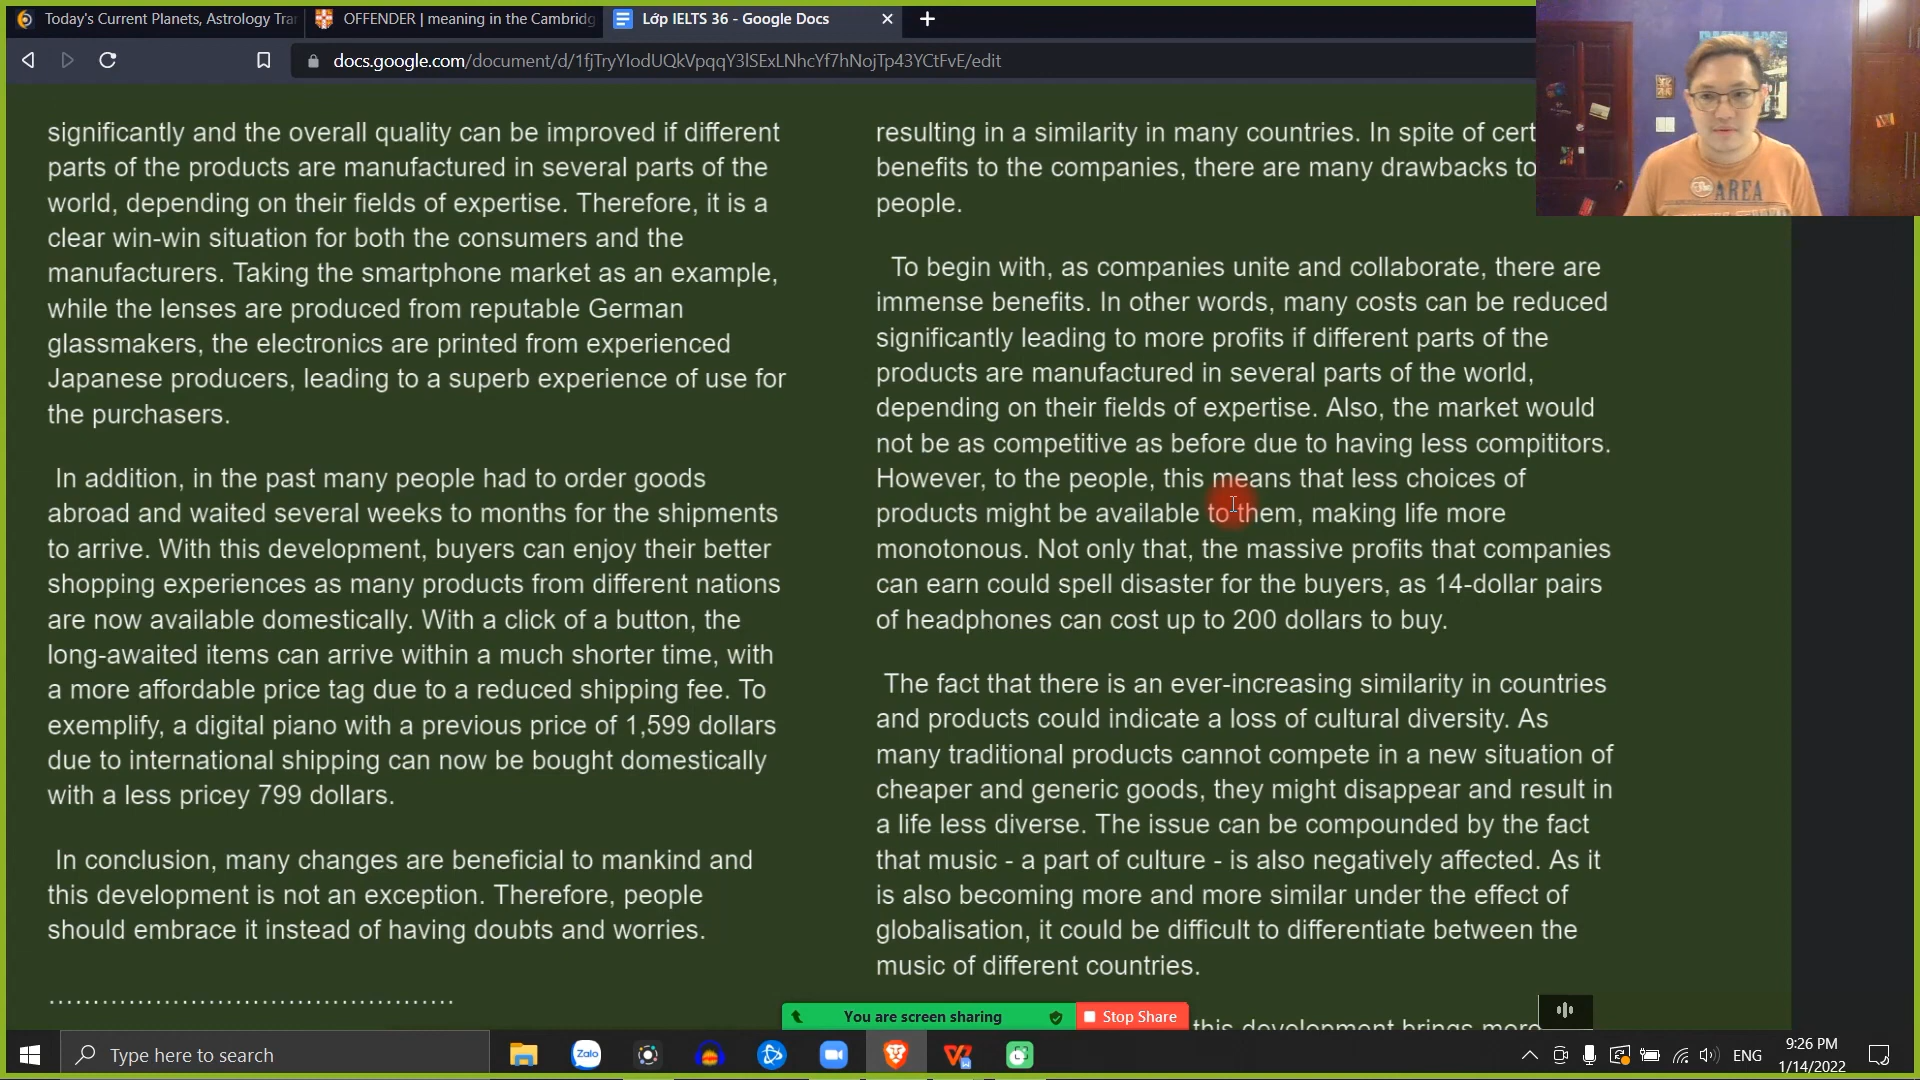 Today's Current Planets, Astrology Tra
OFFENDER | meaning in the Cambridg
Lớp IELTS 36 - Google Docs
docs.google.com/document/d/1fjTryYIodUQkVpqqY3lSExLNhcYf7hNojTp43YCtFvE/edit
significantly and the overall quality can be improved if different
parts of the products are manufactured in several parts of the
world, depending on their fields of expertise. Therefore, it is a
clear win-win situation for both the consumers and the
manufacturers. Taking the smartphone market as an example,
while the lenses are produced from reputable German
glassmakers, the electronics are printed from experienced
Japanese producers, leading to a superb experience of use for
the purchasers.
In addition, in the past many people had to order goods
abroad and waited several weeks to months for the shipments
to arrive. With this development, buyers can enjoy their better
shopping experiences as many products from different nations
are now available domestically. With a click of a button, the
long-awaited items can arrive within a much shorter time, with
a more affordable price tag due to a reduced shipping fee. To
exemplify, a digital piano with a previous price of 1,599 dollars
due to international shipping can now be bought domestically
with a less pricey 799 dollars.
In conclusion, many changes are beneficial to mankind and
this development is not an exception. Therefore, people
should embrace it instead of having doubts and worries.
..............................................
resulting in a similarity in many countries. In spite of cert
benefits to the companies, there are many drawbacks to
people.
To begin with, as companies unite and collaborate, there are
immense benefits. In other words, many costs can be reduced
significantly leading to more profits if different parts of the
products are manufactured in several parts of the world,
depending on their fields of expertise. Also, the market would
not be as competitive as before due to having less compititors.
However, to the people, this means that less choices of
products might be available to them, making life more
monotonous. Not only that, the massive profits that companies
can earn could spell disaster for the buyers, as 14-dollar pairs
of headphones can cost up to 200 dollars to buy.
The fact that there is an ever-increasing similarity in countries
and products could indicate a loss of cultural diversity. As
many traditional products cannot compete in a new situation of
cheaper and generic goods, they might disappear and result in
a life less diverse. The issue can be compounded by the fact
that music - a part of culture - is also negatively affected. As it
is also becoming more and more similar under the effect of
globalisation, it could be difficult to differentiate between the
music of different countries.
this development brings more
AREA
You are screen sharing
Stop Share
Type here to search
Zalo
ENG
9:26 PM
1/14/2022